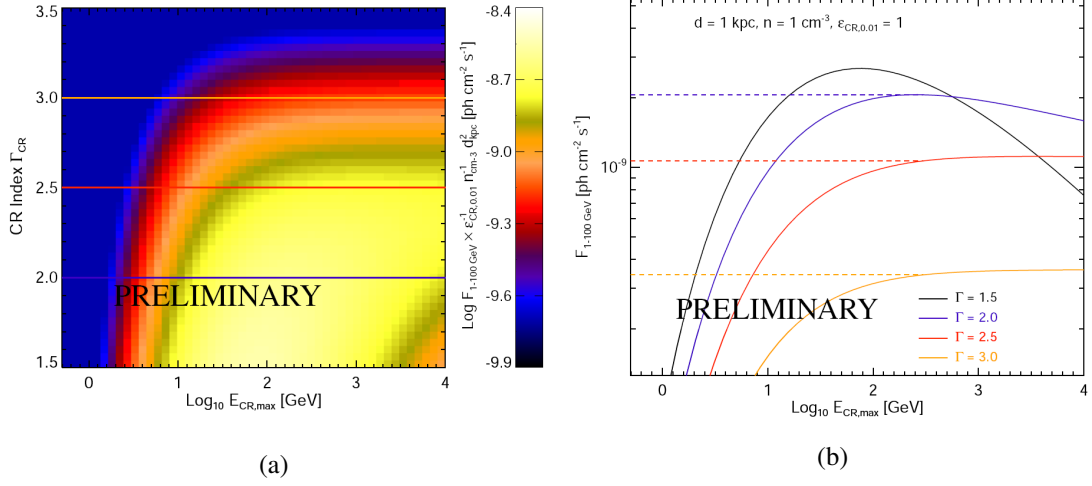 3.5
3.0
2.5
2.0
1.5
CR Index Γ_CR
PRELIMINARY
0 1 2 3 4
Log₁₀ E_CR,max [GeV]
-8.4
-8.7
-9.0
-9.3
-9.6
-9.9
Log F_1-100 GeV × ε⁻¹_CR,0.01 n⁻¹_cm-3 d²_kpc [ph cm⁻² s⁻¹]
(a)
d = 1 kpc, n = 1 cm⁻³, ε_CR,0.01 = 1
10⁻⁹
F_1-100 GeV [ph cm⁻² s⁻¹]
PRELIMINARY
Γ = 1.5
Γ = 2.0
Γ = 2.5
Γ = 3.0
0 1 2 3 4
Log₁₀ E_CR,max [GeV]
(b)